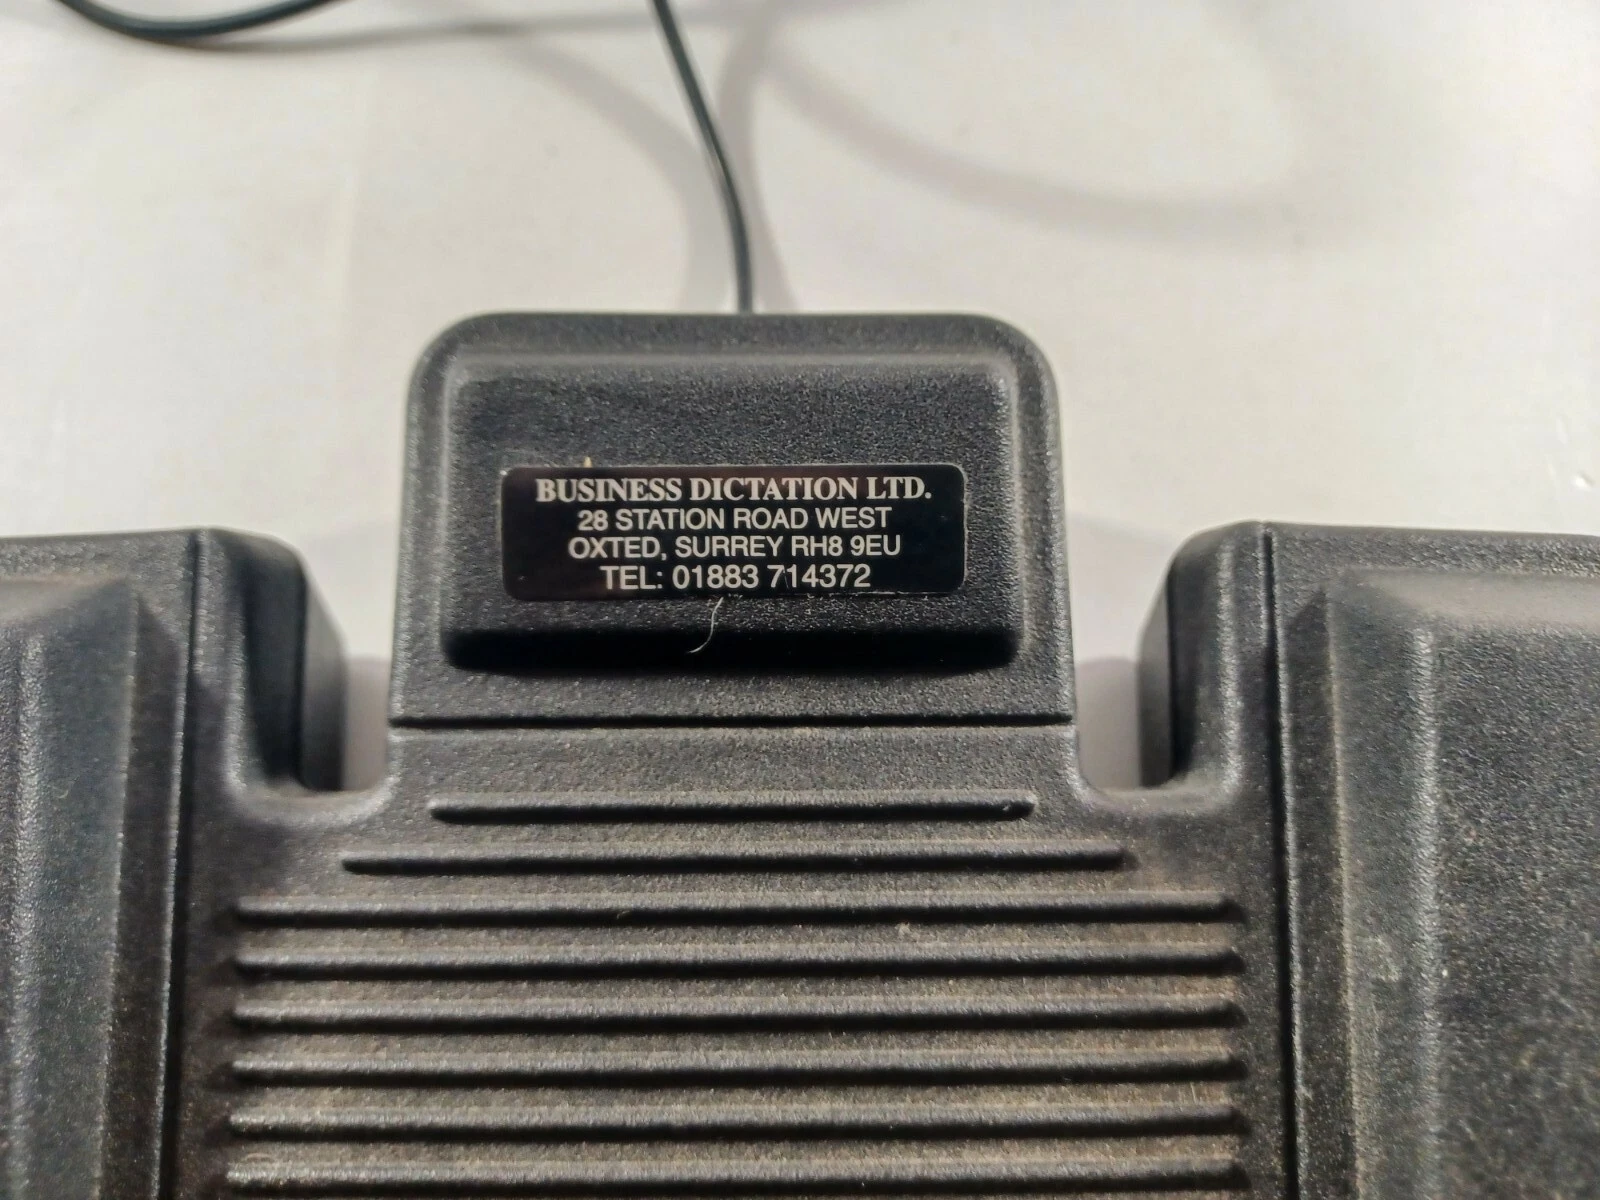 BUSINESS DICTATION LTD.
28 STATION ROAD WEST
OXTED, SURREY RH8 9EU
TEL: 01883 714372